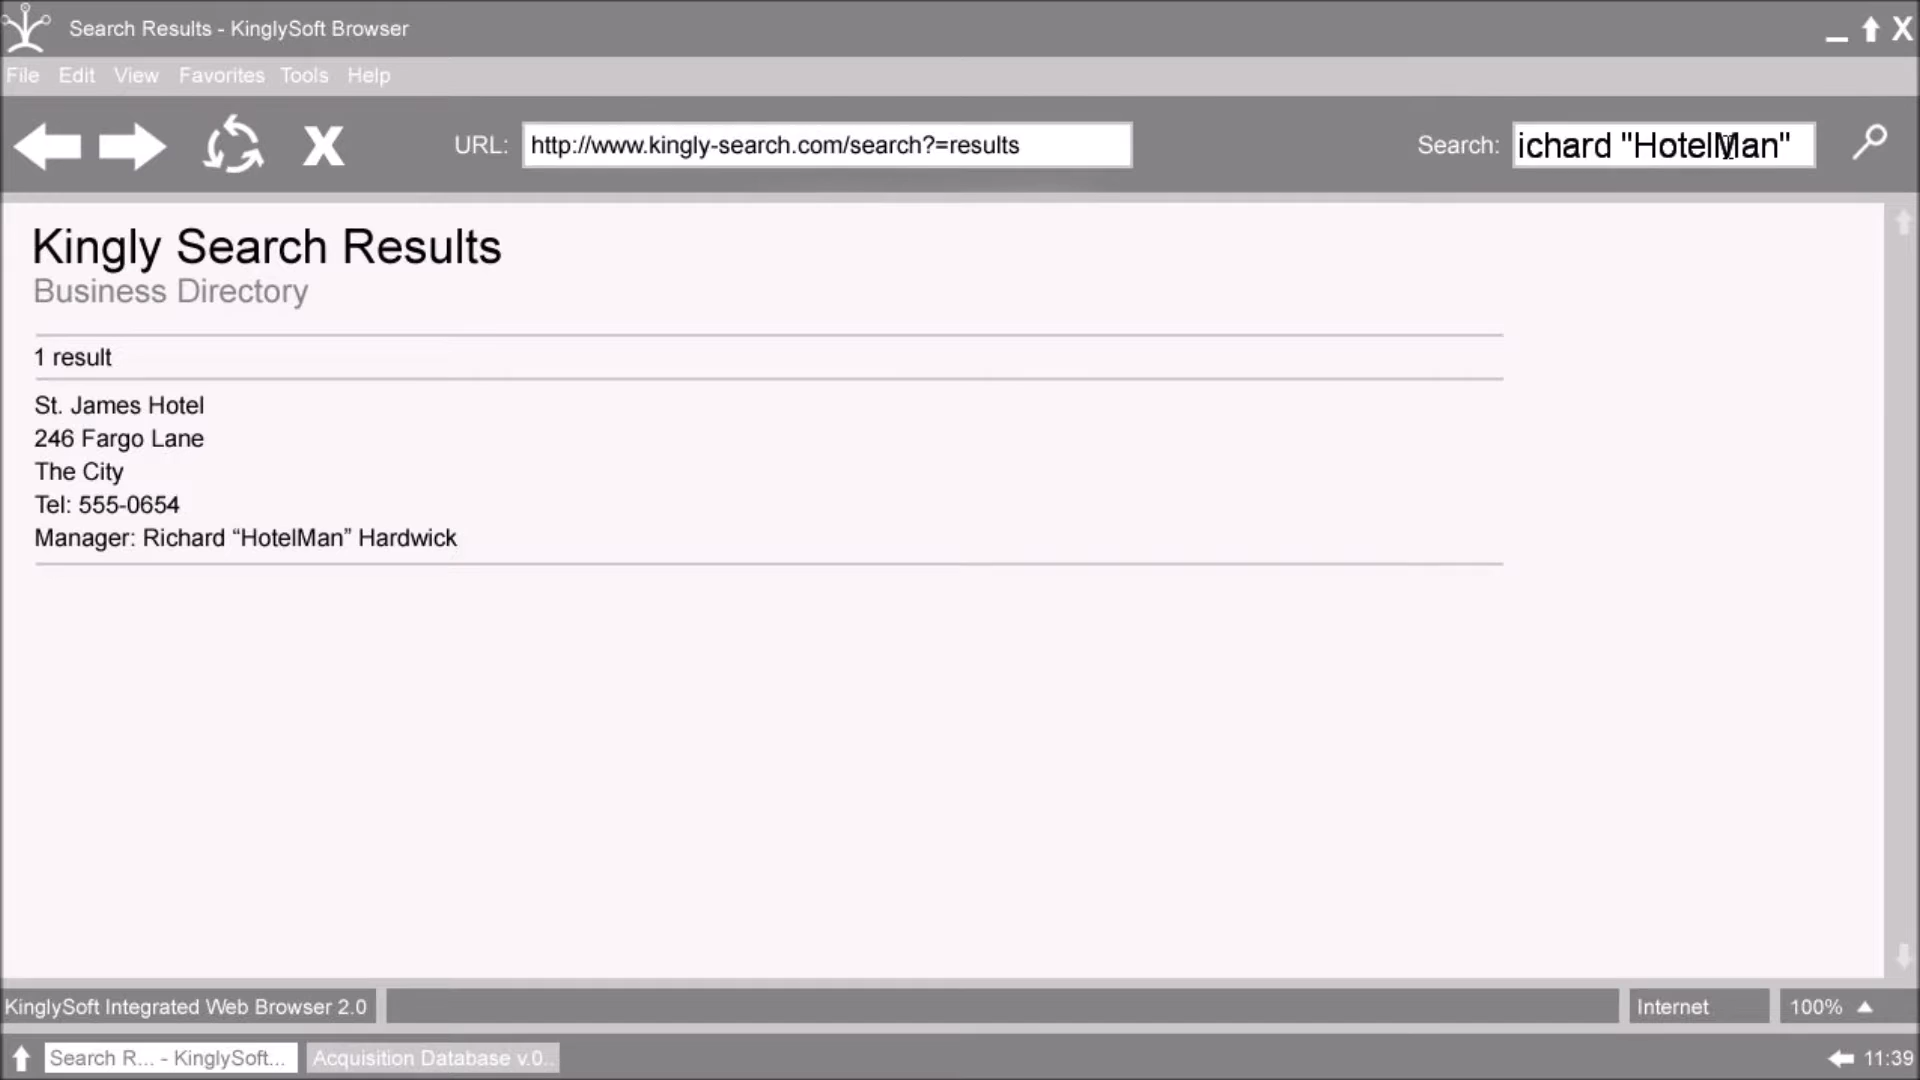 Search Results - KinglySoft Browser
File Edit View Favorites Tools Help
X URL: http://www.kingly-search.com/search?=results Search: ichard "HotelMan"
Kingly Search Results
Business Directory
1 result
St. James Hotel
246 Fargo Lane
The City
Tel: 555-0654
Manager: Richard “HotelMan” Hardwick
KinglySoft Integrated Web Browser 2.0 Internet 100%
Search R... - KinglySoft... Acquisition Database v.0... 11:39